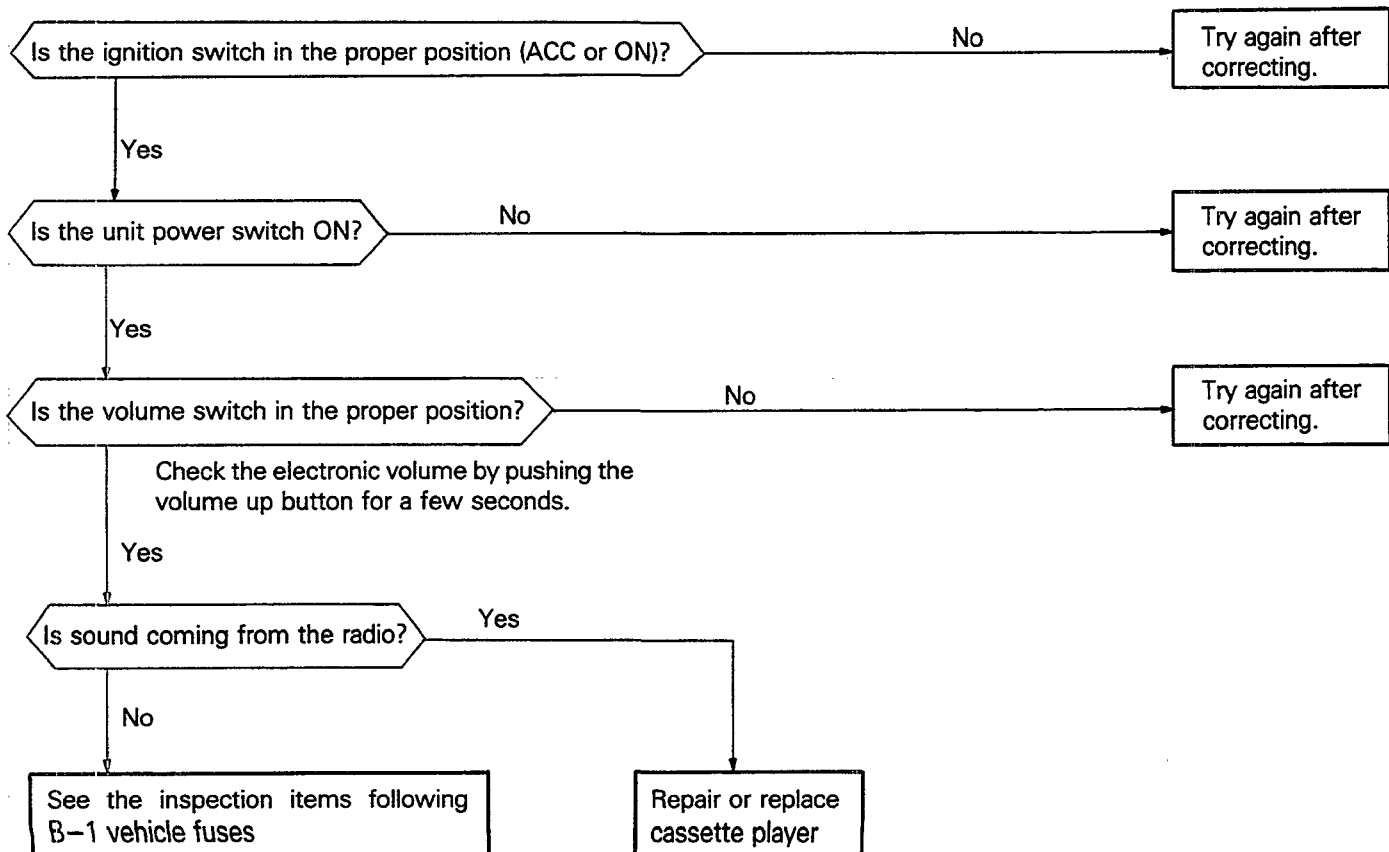 Is the ignition switch in the proper position (ACC or ON)?
No
Try again after
correcting.
Yes
Is the unit power switch ON?
No
Try again after
correcting.
Yes
Is the volume switch in the proper position?
No
Try again after
correcting.
Check the electronic volume by pushing the
volume up button for a few seconds.
Yes
Is sound coming from the radio?
Yes
No
See the inspection items following
B-1 vehicle fuses
Repair or replace
cassette player